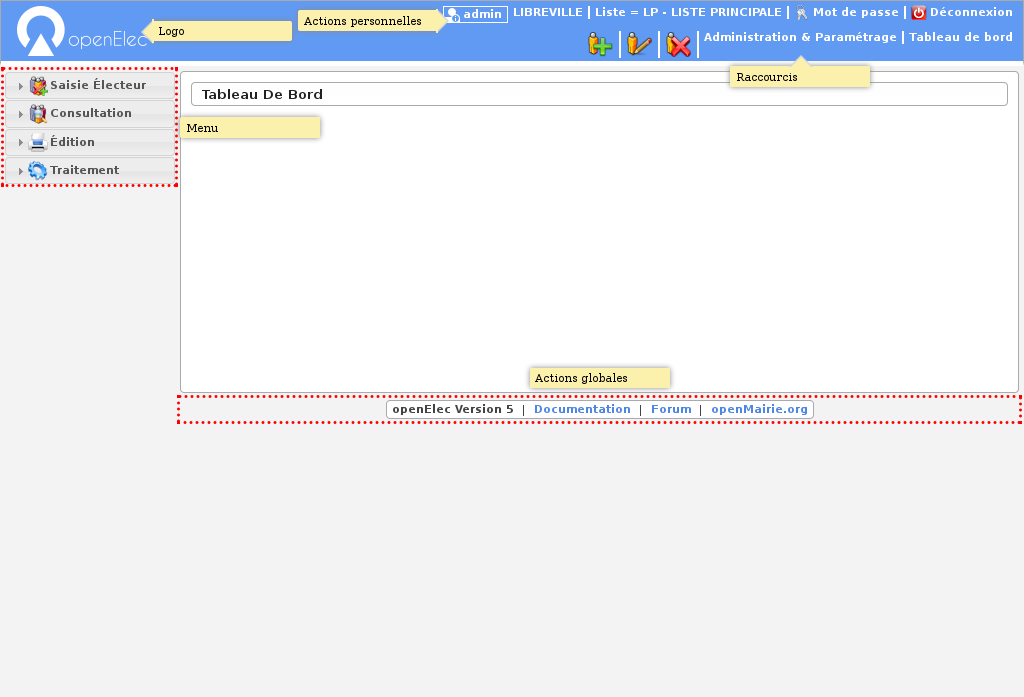 openElec
Logo
Actions personnelles
admin LIBREVILLE | Liste = LP - LISTE PRINCIPALE | Mot de passe | Déconnexion
Administration & Paramétrage | Tableau de bord
Raccourcis
Saisie Électeur
Consultation
Édition
Traitement
Tableau De Bord
Menu
Actions globales
openElec Version 5 | Documentation | Forum | openMairie.org